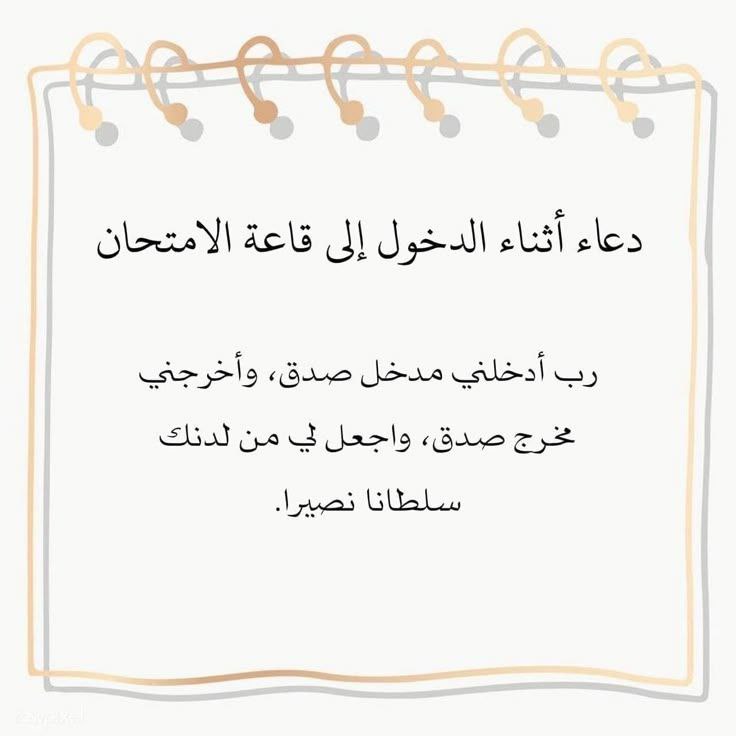 دعاء أثناء الدخول إلى قاعة الامتحان
رب أدخلني مدخل صدق، وأخرجني
مخرج صدق، واجعل لي من لدنك
سلطانا نصيرا.